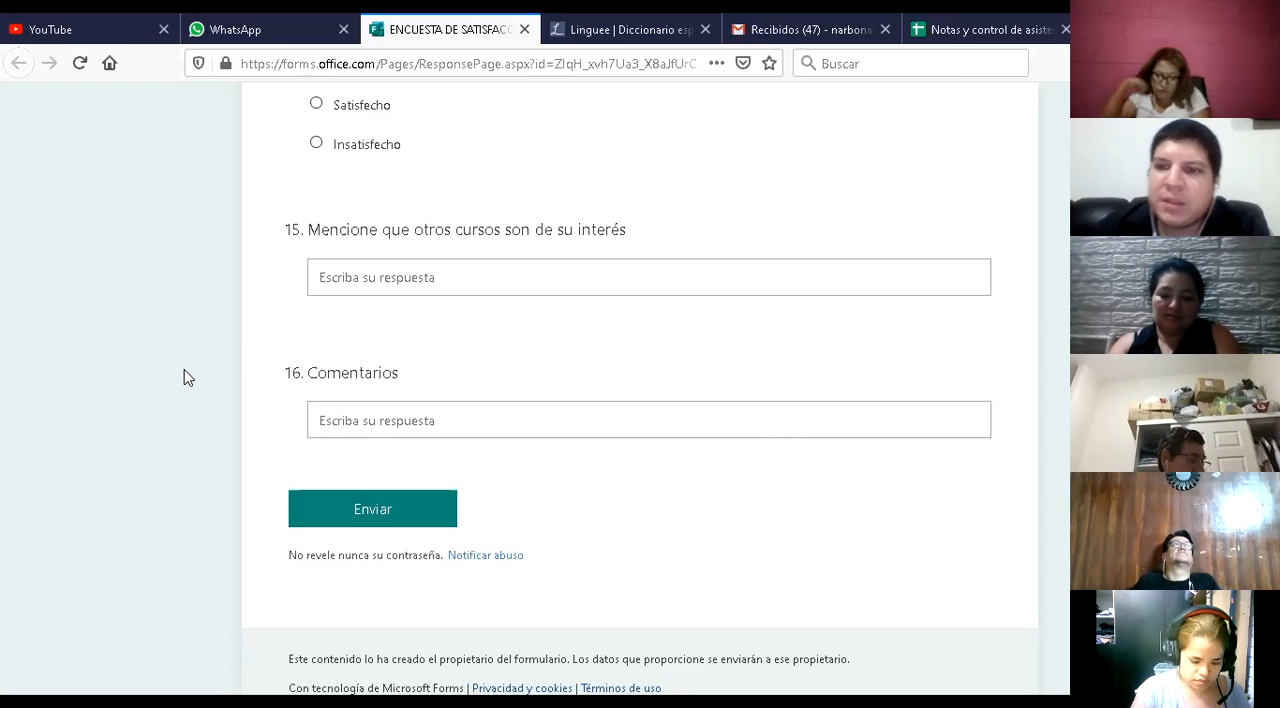 YouTube
WhatsApp
ENCUESTA DE SATISFACC
Linguee | Diccionario esp
Recibidos (47) - narbona
Notas y control de asiste
https://forms.office.com/Pages/ResponsePage.aspx?id=ZIqH_xvh7Ua3_X8aJfUrC
Buscar
Satisfecho
Insatisfecho
15. Mencione que otros cursos son de su interés
Escriba su respuesta
16. Comentarios
Escriba su respuesta
Enviar
No revele nunca su contraseña. Notificar abuso
Este contenido lo ha creado el propietario del formulario. Los datos que proporcione se enviarán a ese propietario.
Con tecnología de Microsoft Forms | Privacidad y cookies | Términos de uso